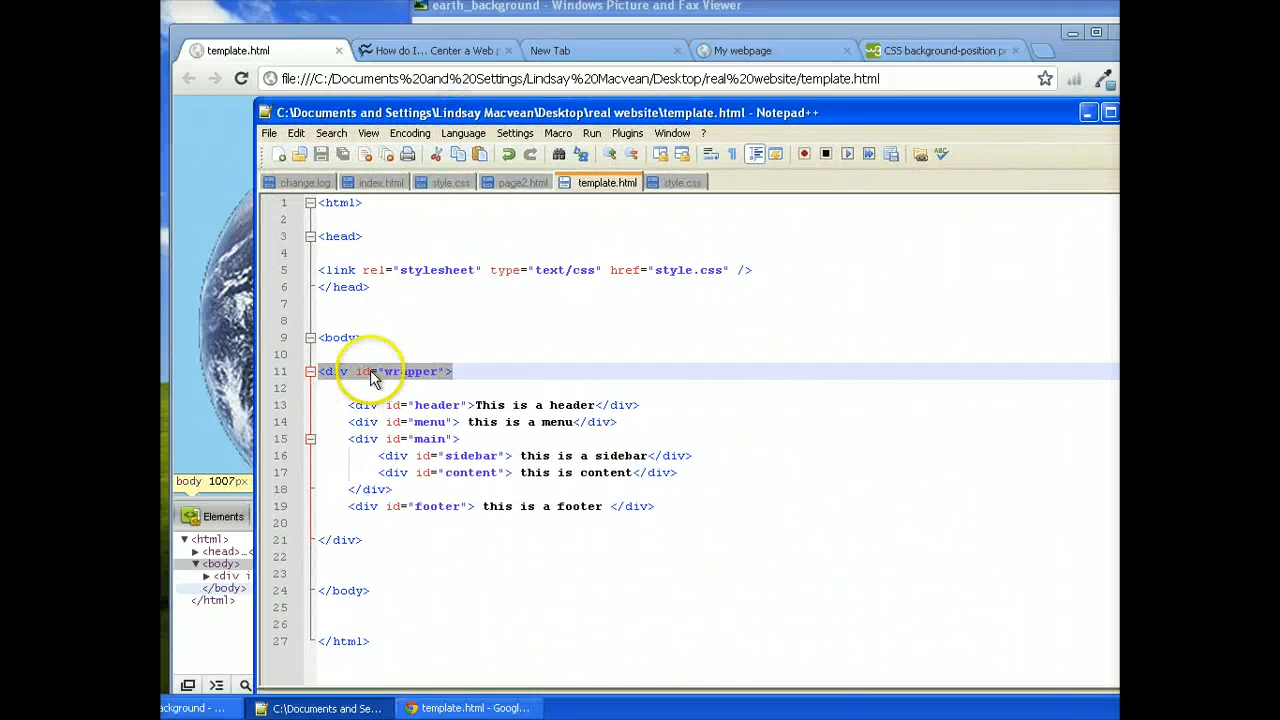 earth_background - Windows Picture and Fax Viewer
template.html
How do I... Center a Web p
New Tab
My webpage
CSS background-position pr
file:///C:/Documents%20and%20Settings/Lindsay%20Macvean/Desktop/real%20website/template.html
C:\Documents and Settings\Lindsay Macvean\Desktop\real website\template.html - Notepad++
File Edit Search View Encoding Language Settings Macro Run Plugins Window ?
change.log index.html style.css page2.html template.html style.css
1 <html>
2
3 <head>
4
5 <link rel="stylesheet" type="text/css" href="style.css" />
6 </head>
7
8
9 <body>
10
11 <div id="wrapper">
12
13 <div id="header">This is a header</div>
14 <div id="menu"> this is a menu</div>
15 <div id="main">
16 <div id="sidebar"> this is a sidebar</div>
17 <div id="content"> this is content</div>
18 </div>
19 <div id="footer"> this is a footer </div>
20
21 </div>
22
23
24 </body>
25
26
27 </html>
body 1007px
Elements
<html>
<head>...
<body>
<div i
</body>
</html>
ackground - ...
C:\Documents and Se...
template.html - Googl...